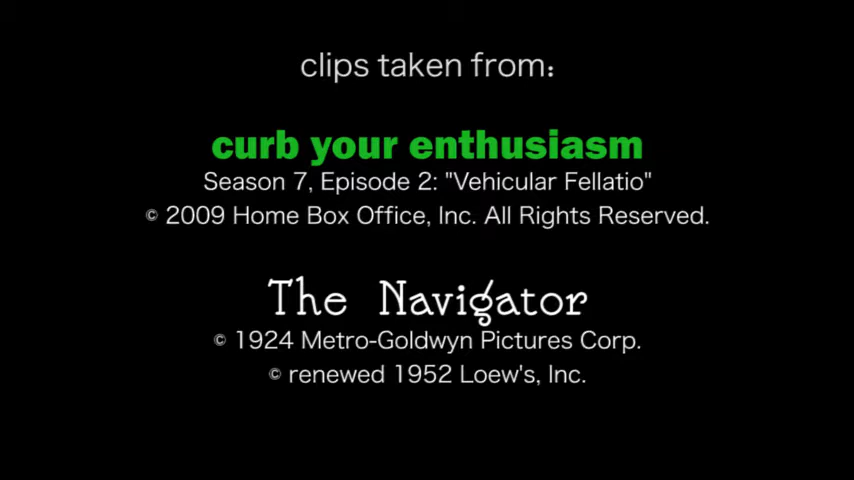 clips taken from:
curb your enthusiasm
Season 7, Episode 2: "Vehicular Fellatio"
© 2009 Home Box Office, Inc. All Rights Reserved.
The Navigator
© 1924 Metro-Goldwyn Pictures Corp.
© renewed 1952 Loew's, Inc.